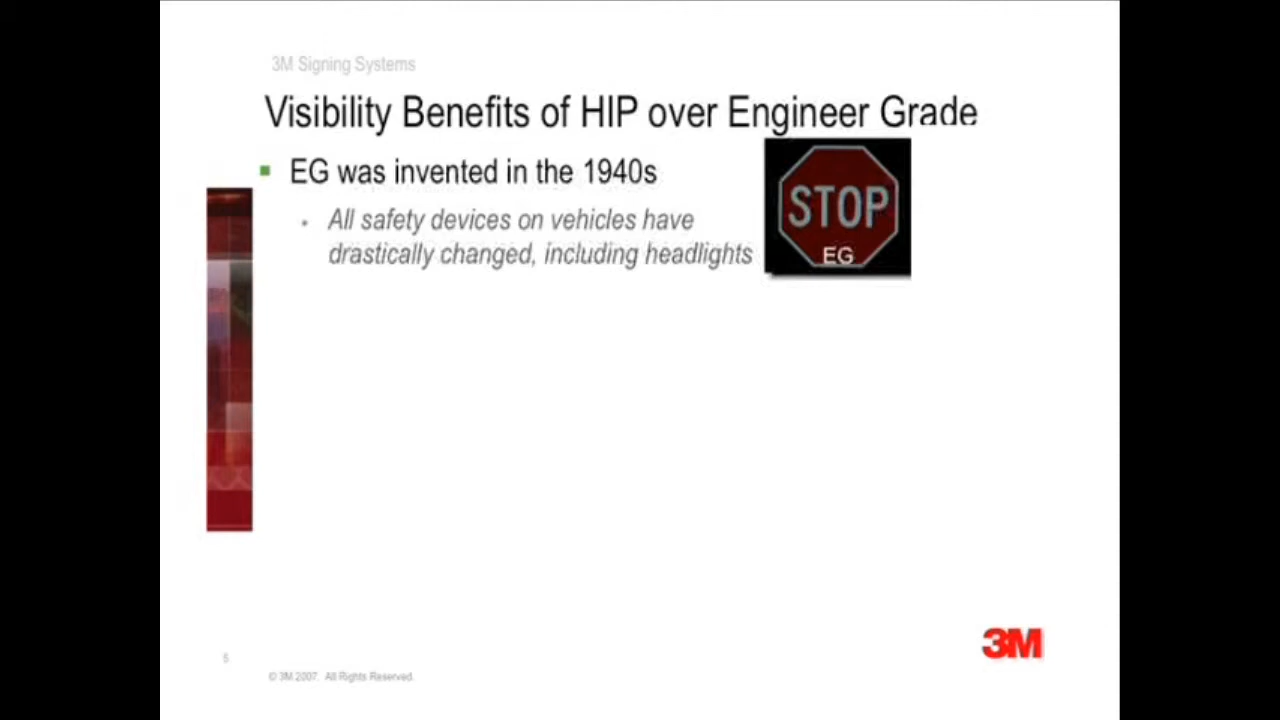 3M Signing Systems
Visibility Benefits of HIP over Engineer Grade
EG was invented in the 1940s
All safety devices on vehicles have
drastically changed, including headlights
STOP
EG
3M
© 3M 2007. All Rights Reserved.